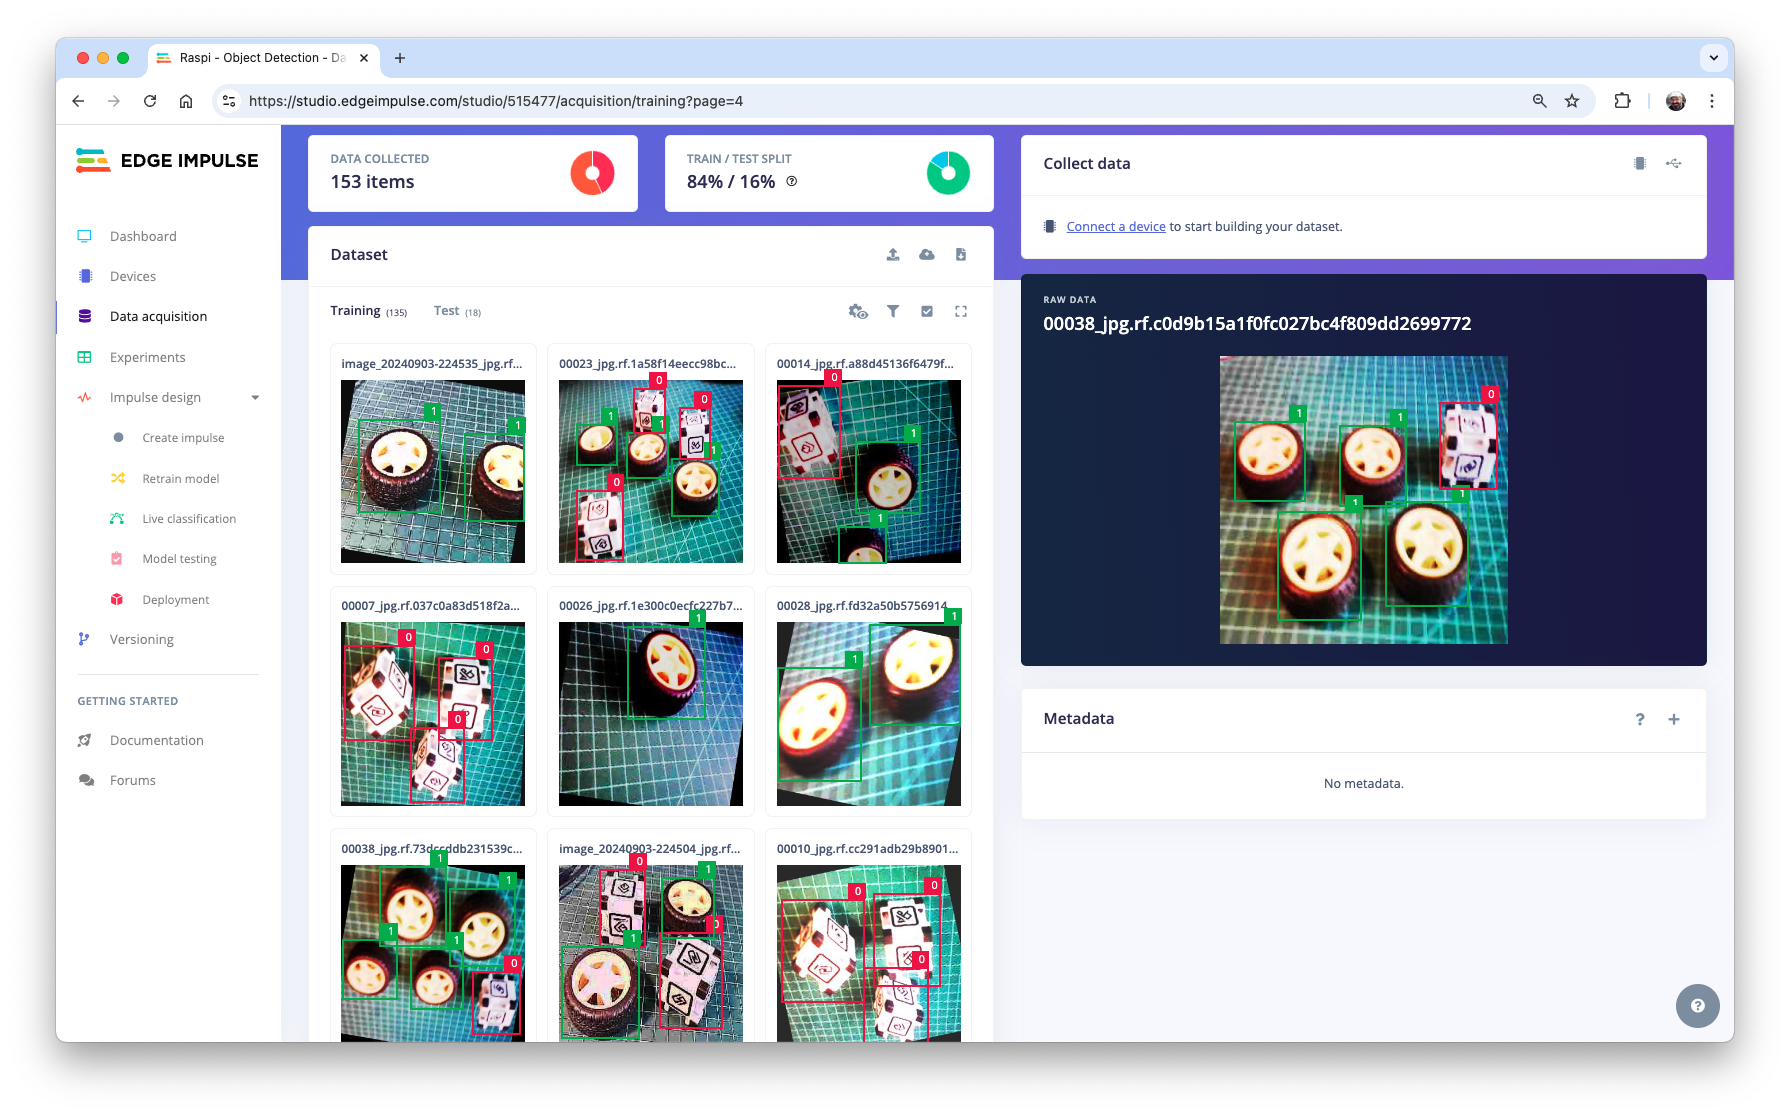 Raspi - Object Detection - Da
https://studio.edgeimpulse.com/studio/515477/acquisition/training?page=4
EDGE IMPULSE
Dashboard
Devices
Data acquisition
Experiments
Impulse design
Create impulse
Retrain model
Live classification
Model testing
Deployment
Versioning
GETTING STARTED
Documentation
Forums
DATA COLLECTED
153 items
TRAIN / TEST SPLIT
84% / 16%
Dataset
Training (135)
Test (18)
image_20240903-224535_jpg.rf...
1
1
00023_jpg.rf.1a58f14eecc98bc...
0
0
1
1
1
0
00014_jpg.rf.a88d45136f6479f...
0
1
1
00007_jpg.rf.037c0a83d518f2a...
0
0
0
00026_jpg.rf.1e300c0ecfc227b7...
1
00028_jpg.rf.fd32a50b5756914
1
1
00038_jpg.rf.73dccddb231539c...
1
1
1
1
0
image_20240903-224504_jpg.rf...
0
1
0
1
00010_jpg.rf.cc291adb29b8901...
0
0
0
Collect data
Connect a device to start building your dataset.
RAW DATA
00038_jpg.rf.c0d9b15a1f0fc027bc4f809dd2699772
0
1
1
1
1
Metadata
?
No metadata.